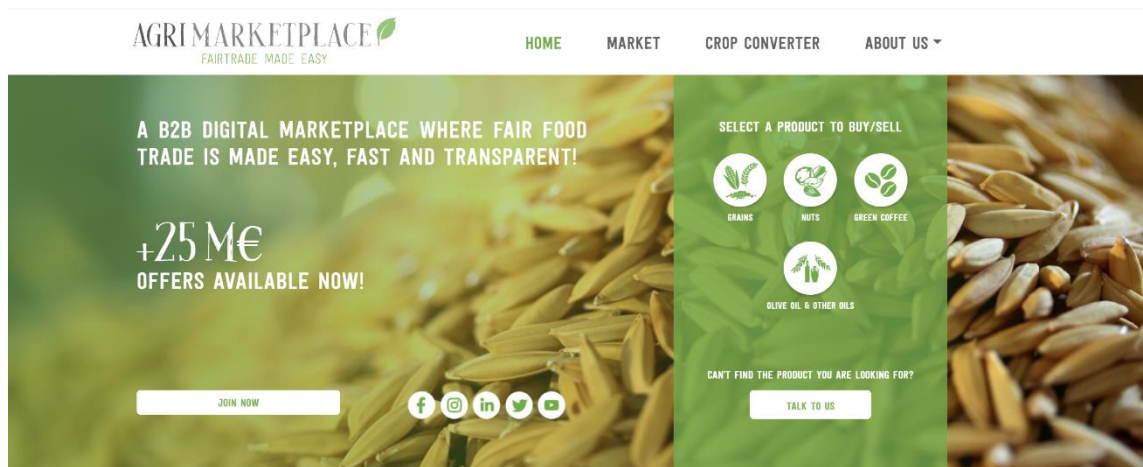 AGRIMARKETPLACE
FAIRTRADE MADE EASY
HOME
MARKET
CROP CONVERTER
ABOUT US
A B2B DIGITAL MARKETPLACE WHERE FAIR FOOD
TRADE IS MADE EASY, FAST AND TRANSPARENT!
+25 M€
OFFERS AVAILABLE NOW!
JOIN NOW
SELECT A PRODUCT TO BUY/SELL
GRAINS
NUTS
GREEN COFFEE
OLIVE OIL & OTHER OILS
CAN'T FIND THE PRODUCT YOU ARE LOOKING FOR?
TALK TO US